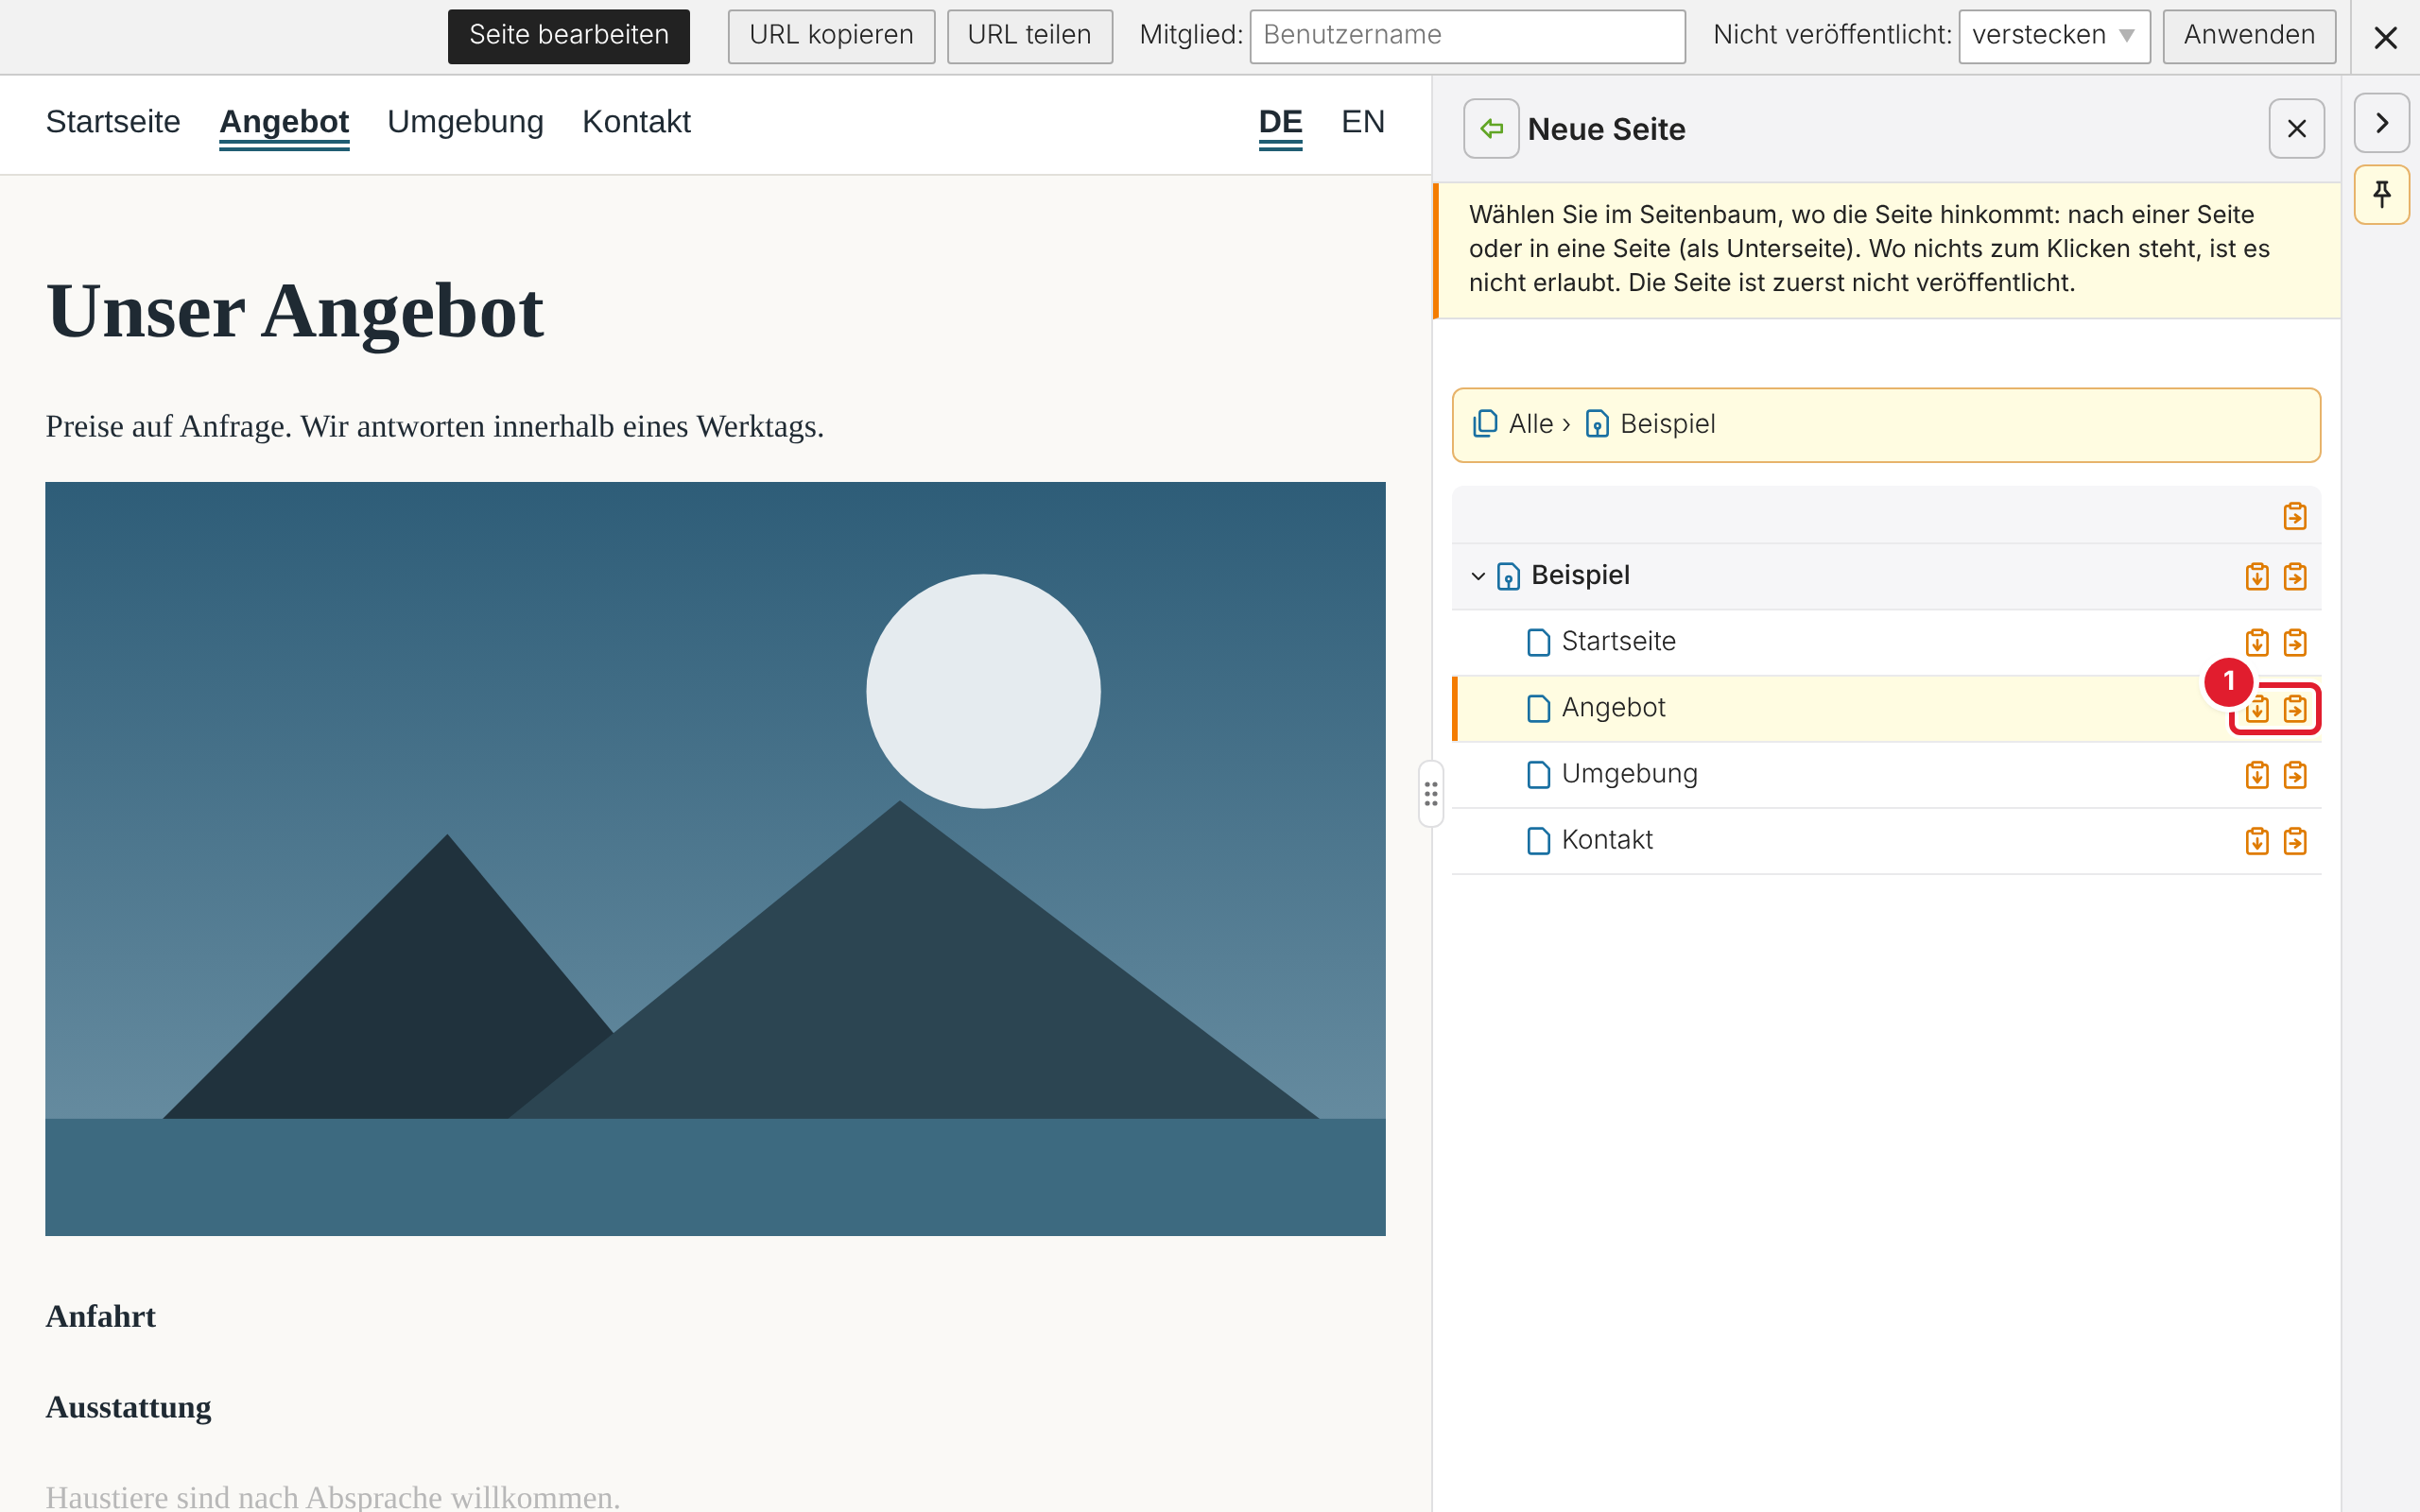 Seite bearbeiten URL kopieren URL teilen Mitglied: Benutzername Nicht veröffentlicht: verstecken Anwenden
Startseite Angebot Umgebung Kontakt DE EN
Unser Angebot
Preise auf Anfrage. Wir antworten innerhalb eines Werktags.
Anfahrt
Ausstattung
Haustiere sind nach Absprache willkommen.
Neue Seite
Wählen Sie im Seitenbaum, wo die Seite hinkommt: nach einer Seite
oder in eine Seite (als Unterseite). Wo nichts zum Klicken steht, ist es
nicht erlaubt. Die Seite ist zuerst nicht veröffentlicht.
Alle › Beispiel
Beispiel
Startseite
1
Angebot
Umgebung
Kontakt